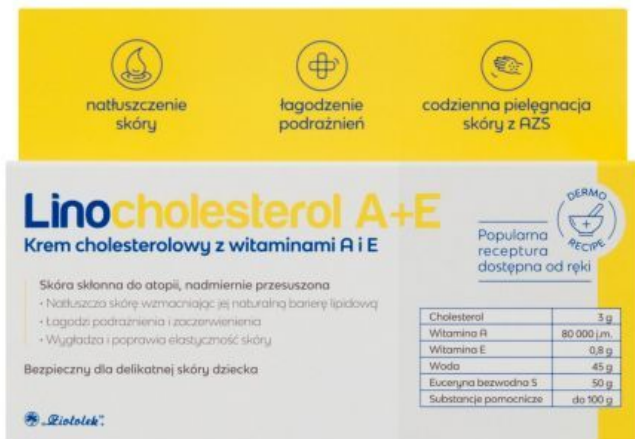 natłuszczenie
skóry
łagodzenie
podrażnień
codzienna pielęgnacja
skóry z AZS
Linocholesterol A+E
Krem cholesterolowy z witaminami A i E
DERMO
RECIPE
Popularna
receptura
dostępna od ręki
Skóra skłonna do atopii, nadmiernie przesuszona
• Natłuszcza skórę wzmacniając jej naturalną barierę lipidową
• Łagodzi podrażnienia i zaczerwienienia
• Wygładza i poprawia elastyczność skóry
Bezpieczny dla delikatnej skóry dziecka
Cholesterol 3 g
Witamina A 80 000 j.m.
Witamina E 0,8 g
Woda 45 g
Euceryna bezwodna S 50 g
Substancje pomocnicze do 100 g
„Ziołolek”